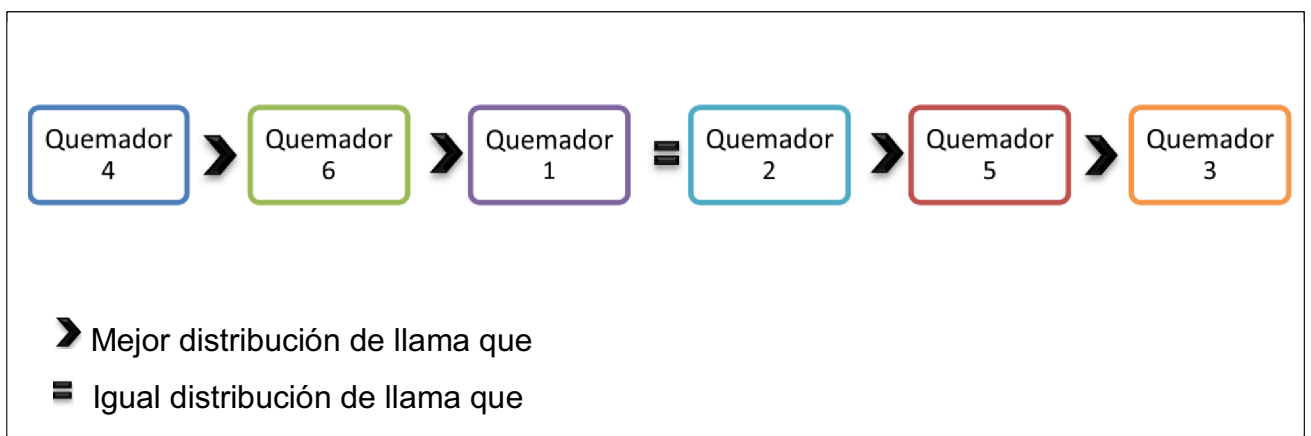 Quemador
4
Quemador
6
Quemador
1
=
Quemador
2
Quemador
5
Quemador
3
Mejor distribución de llama que
= Igual distribución de llama que